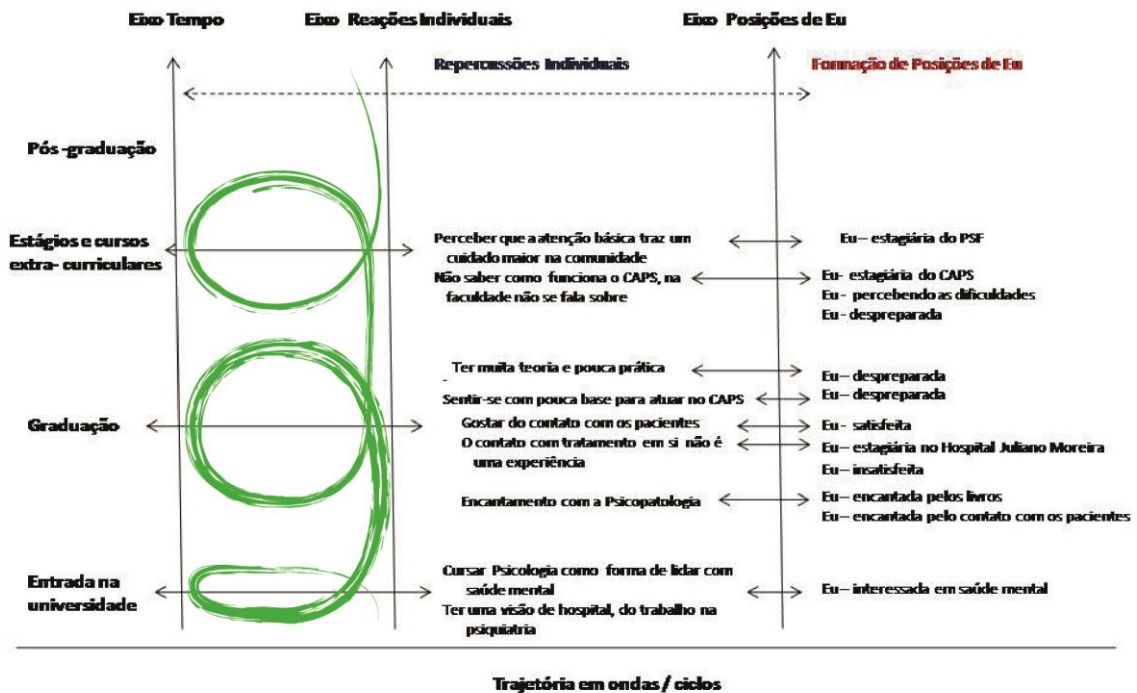 Eixo Tempo
Eixo Reações Individuais
Eixo Posições de Eu
Repercussões Individuais
Formação de Posições de Eu
Pós -graduação
Estágios e cursos
extra- curriculares
Perceber que a atenção básica traz um
cuidado maior na comunidade
Não saber como funciona o CAPS, na
faculdade não se fala sobre
Eu – estagiária do PSF
Eu- estagiária do CAPS
Eu - percebendo as dificuldades
Eu- despreparada
Graduação
Ter muita teoria e pouca prática
-
Sentir-se com pouca base para atuar no CAPS
Gostar do contato com os pacientes
O contato com tratamento em si não é
uma experiência
Encantamento com a Psicopatologia
Eu – despreparada
Eu – despreparada
Eu- satisfeita
Eu – estagiária no Hospital Juliano Moreira
Eu – insatisfeita
Eu – encantada pelos livros
Eu – encantada pelo contato com os pacientes
Entrada na
universidade
Cursar Psicologia como forma de lidar com
saúde mental
Ter uma visão de hospital, do trabalho na
psiquiatria
Eu – interessada em saúde mental
Trajetória em ondas / ciclos